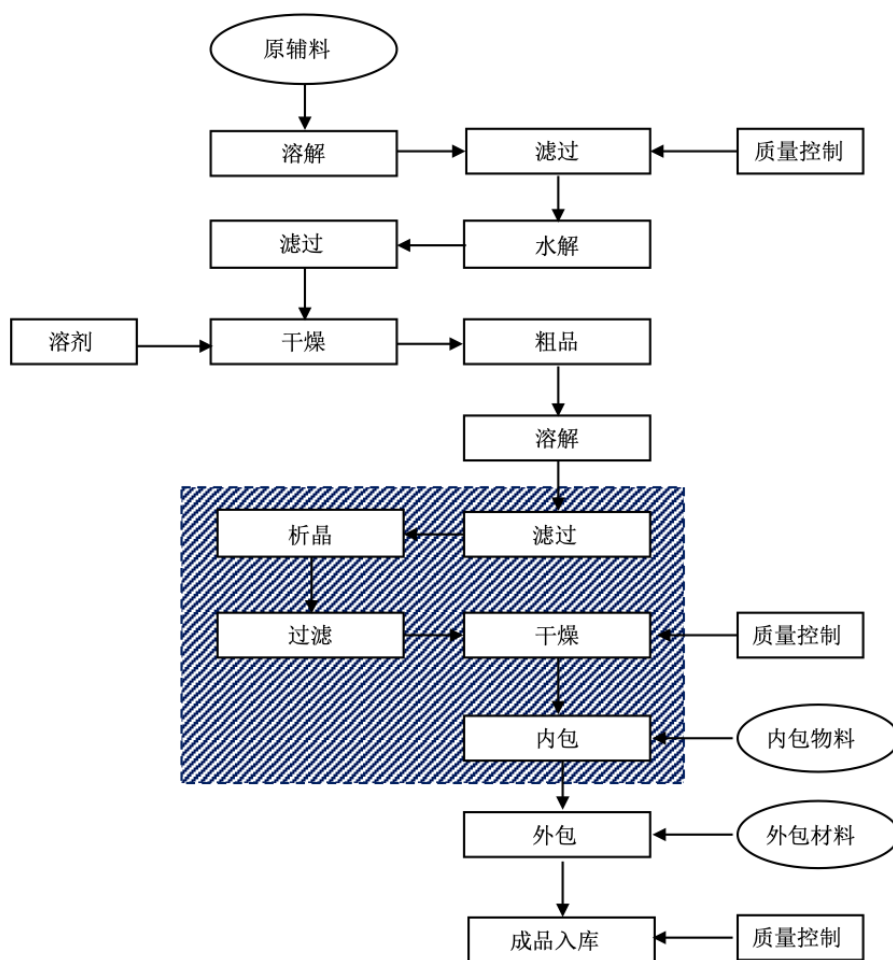 原辅料
溶解
滤过
质量控制
滤过
水解
溶剂
干燥
粗品
溶解
析晶
滤过
过滤
干燥
质量控制
内包
内包物料
外包
外包材料
成品入库
质量控制